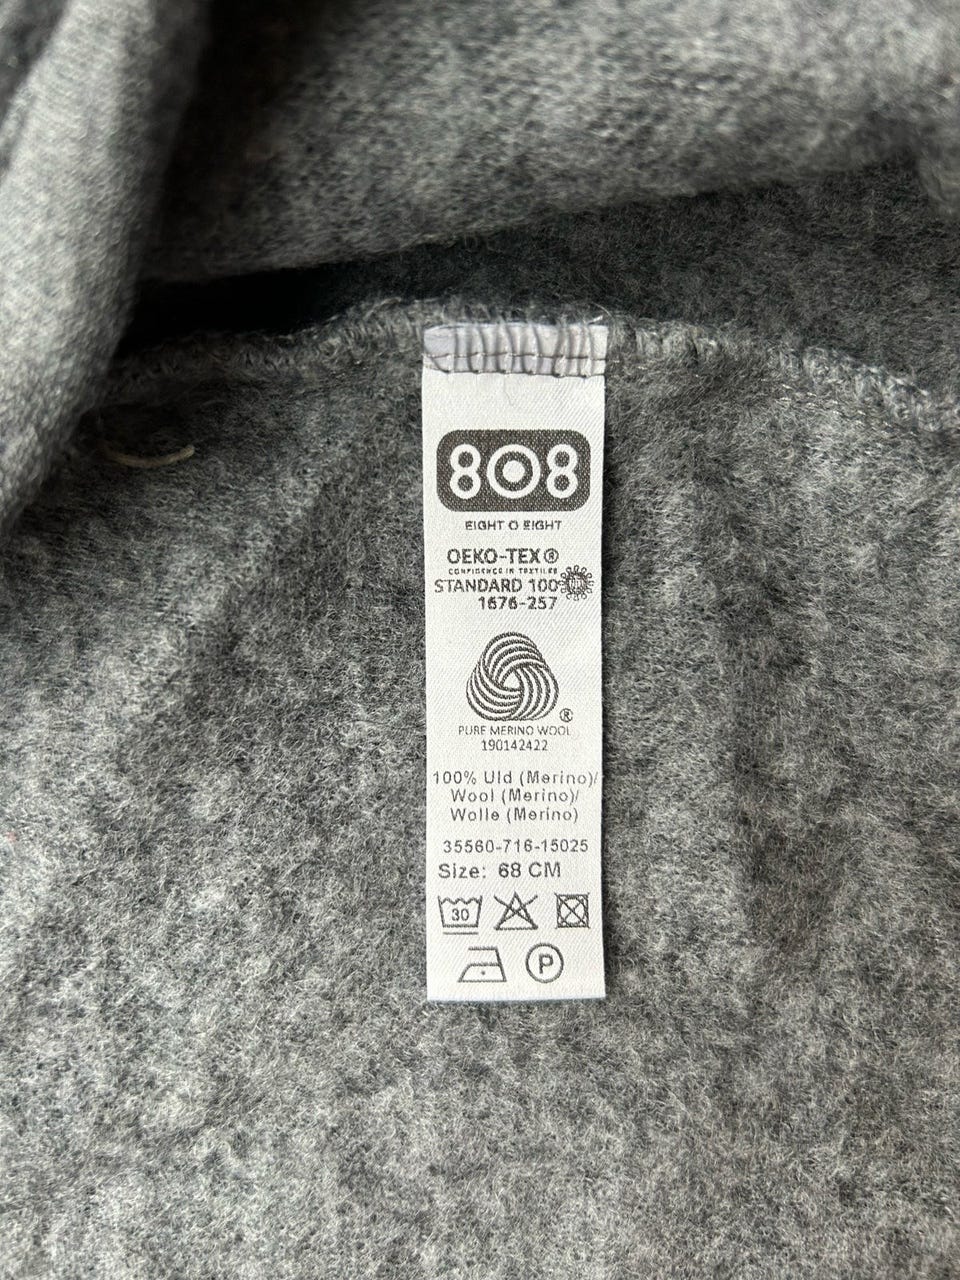 808
EIGHT O EIGHT
OEKO-TEX®
CONFIDENCE IN TEXTILES
STANDARD 100
1676-257
®
PURE MERINO WOOL
190142422
100% Uld (Merino)/
Wool (Merino)/
Wolle (Merino)
35560-716-15025
Size: 68 CM
30
P